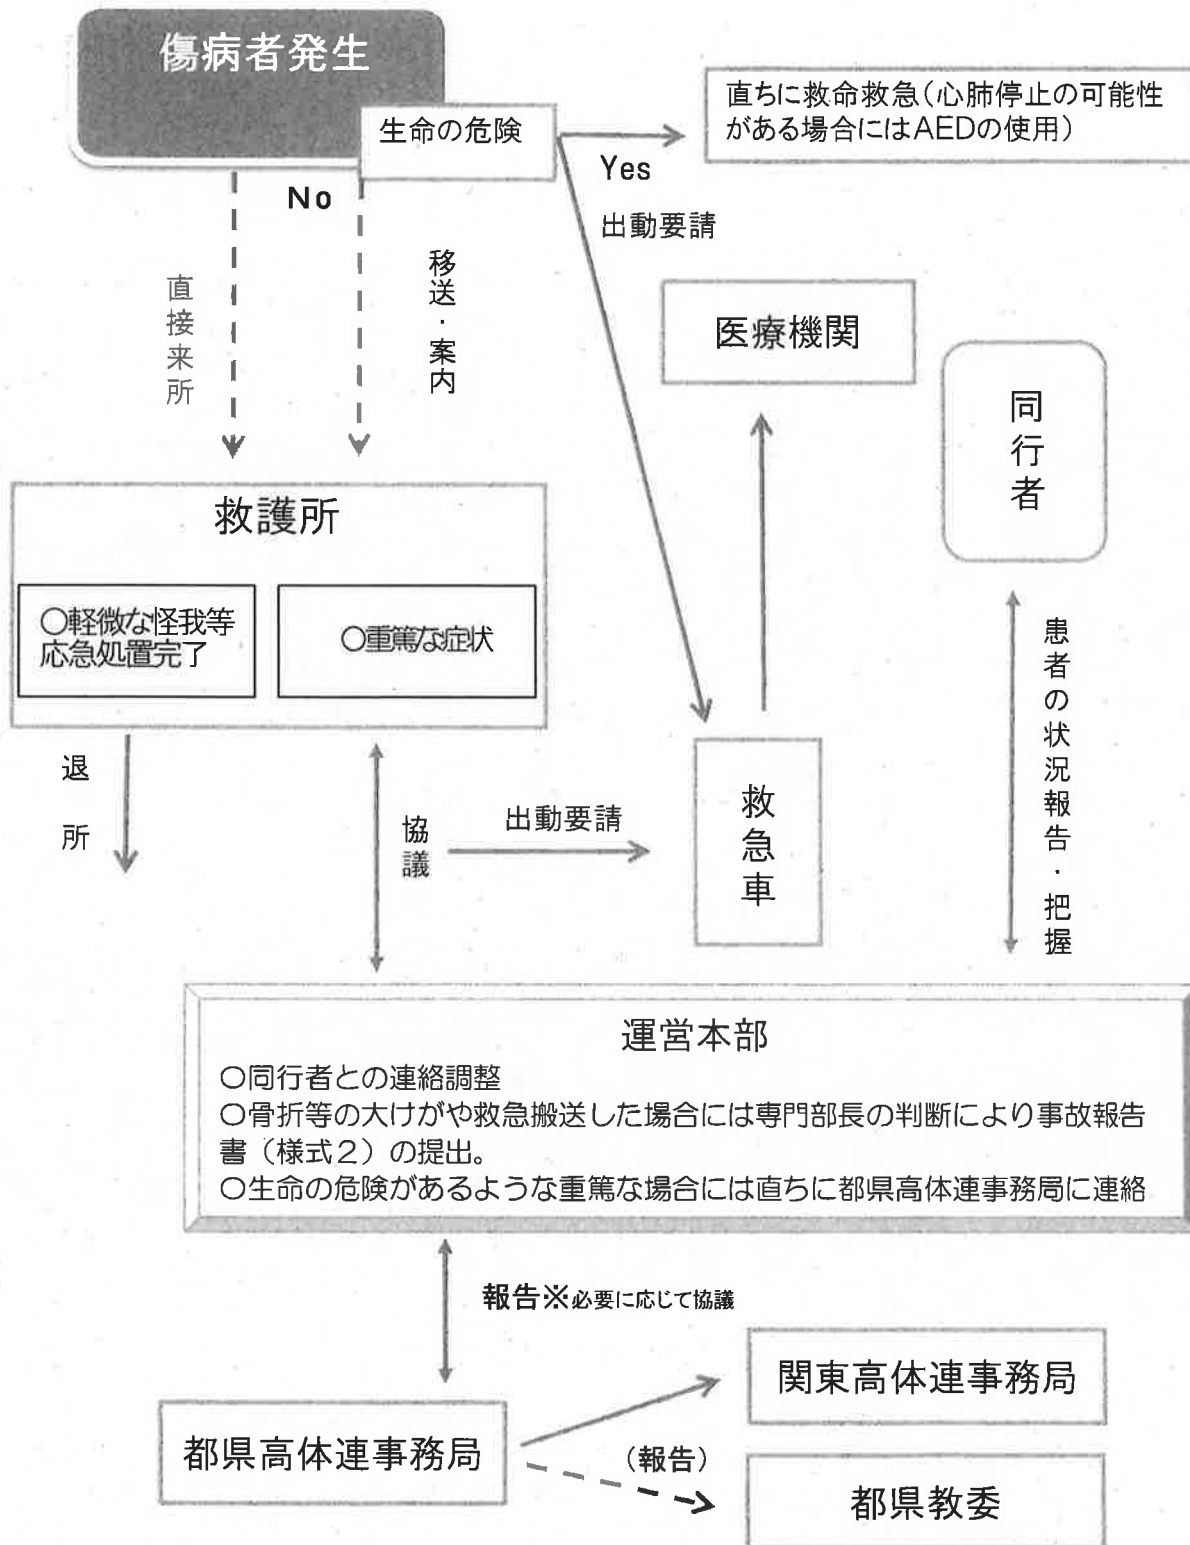 傷病者発生
生命の危険
直ちに救命救急（心肺停止の可能性
がある場合にはAEDの使用）
Yes
No
出動要請
直接来所
移送・案内
医療機関
同行者
救護所
○軽微な怪我等
応急処置完了
○重篤な症状
患者の状況報告・把握
退所
協議
出動要請
救急車
運営本部
○同行者との連絡調整
○骨折等の大けがや救急搬送した場合には専門部長の判断により事故報告
書（様式２）の提出。
○生命の危険があるような重篤な場合には直ちに都県高体連事務局に連絡
報告※必要に応じて協議
関東高体連事務局
都県高体連事務局
（報告）
都県教委